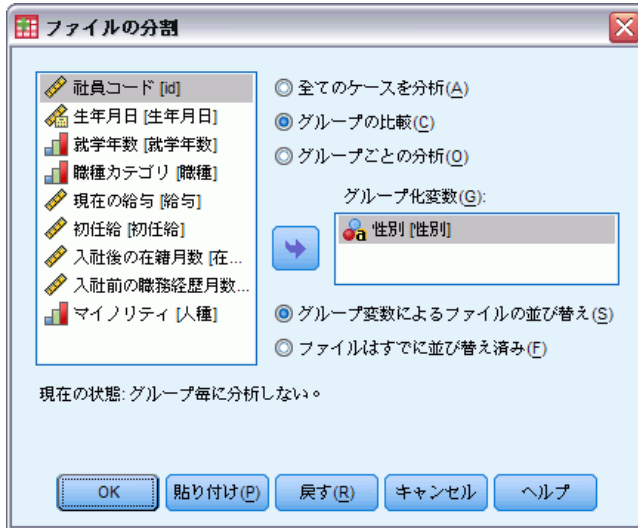 ファイルの分割
社員コード [id]
生年月日 [生年月日]
就学年数 [就学年数]
職種カテゴリ [職種]
現在の給与 [給与]
初任給 [初任給]
入社後の在籍月数 [在...
入社前の職務経歴月数...
マイノリティ [人種]
全てのケースを分析(A)
グループの比較(C)
グループごとの分析(O)
グループ化変数(G):
性別 [性別]
グループ変数によるファイルの並び替え(S)
ファイルはすでに並び替え済み(F)
現在の状態: グループ毎に分析しない。
OK
貼り付け(P)
戻す(R)
キャンセル
ヘルプ